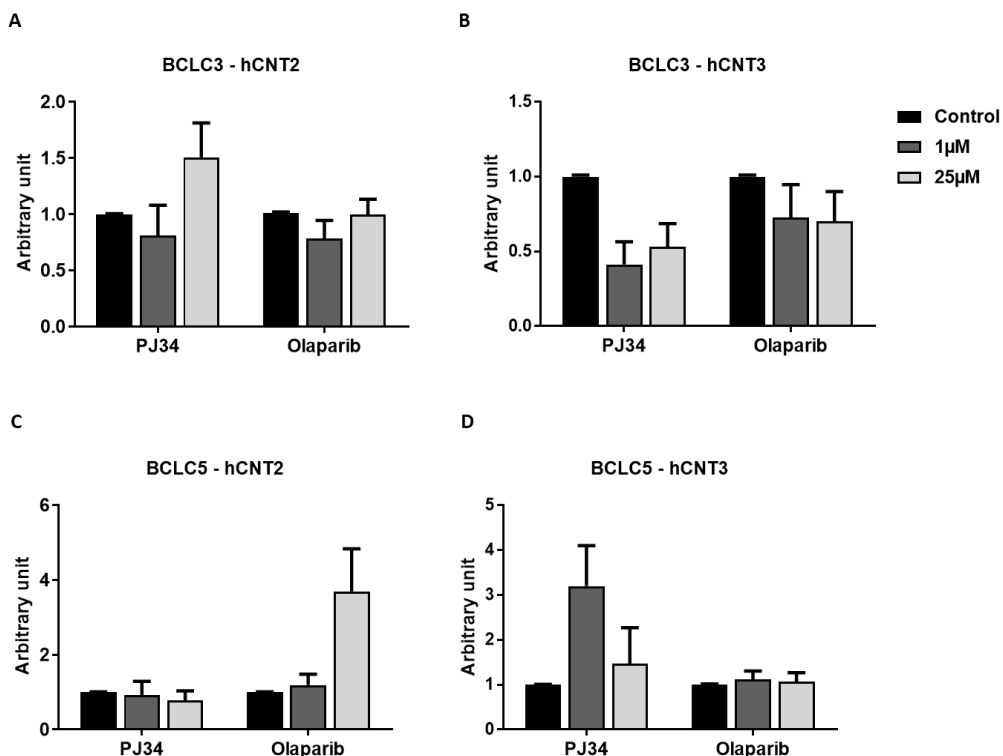 A
BCLC3 - hCNT2
Arbitrary unit
2.0
1.5
1.0
0.5
0.0
PJ34
Olaparib
B
BCLC3 - hCNT3
Arbitrary unit
1.5
1.0
0.5
0.0
PJ34
Olaparib
Control
1µM
25µM
C
BCLC5 - hCNT2
Arbitrary unit
6
4
2
0
PJ34
Olaparib
D
BCLC5 - hCNT3
Arbitrary unit
5
4
3
2
1
0
PJ34
Olaparib